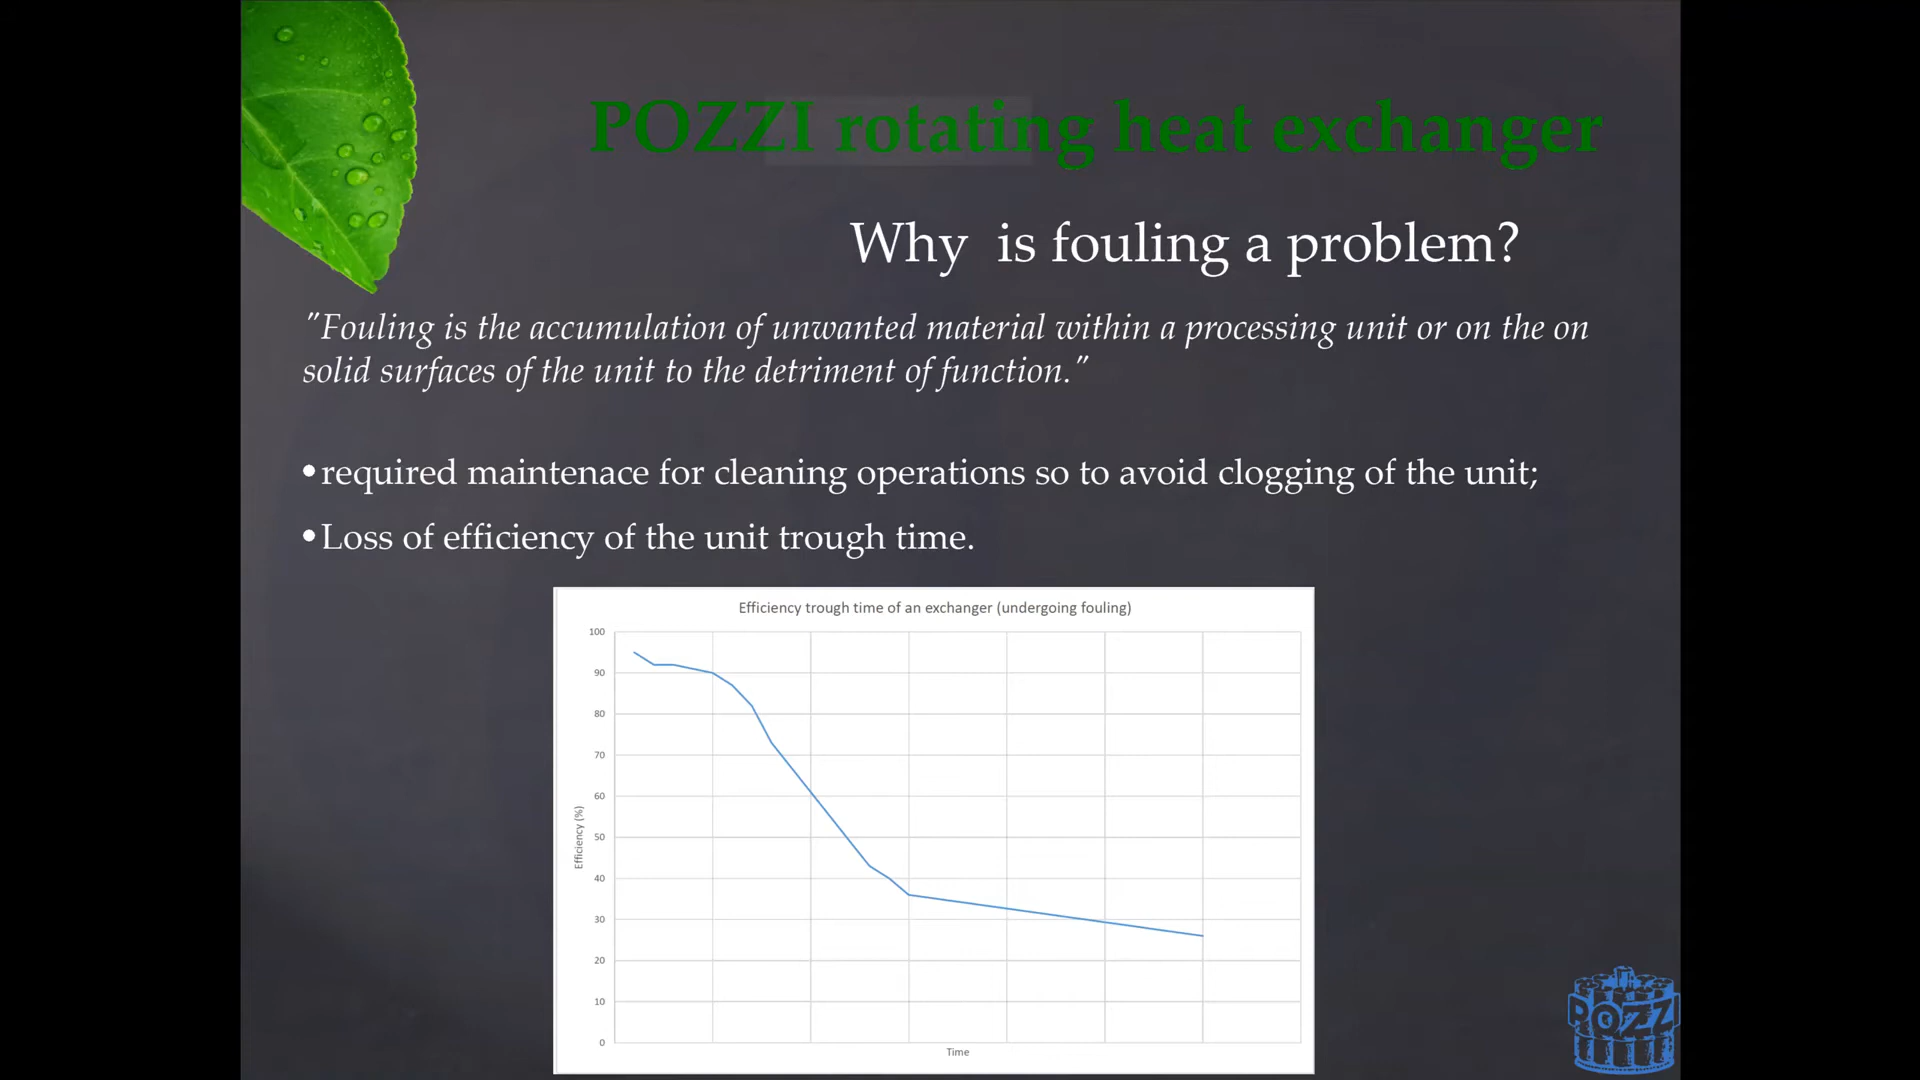 POZZI rotating heat exchanger
Why is fouling a problem?
"Fouling is the accumulation of unwanted material within a processing unit or on the on
solid surfaces of the unit to the detriment of function."
•required maintenace for cleaning operations so to avoid clogging of the unit;
•Loss of efficiency of the unit trough time.
Efficiency trough time of an exchanger (undergoing fouling)
100
90
80
70
60
50
40
30
20
10
0
Efficiency (%)
Time
POZZI